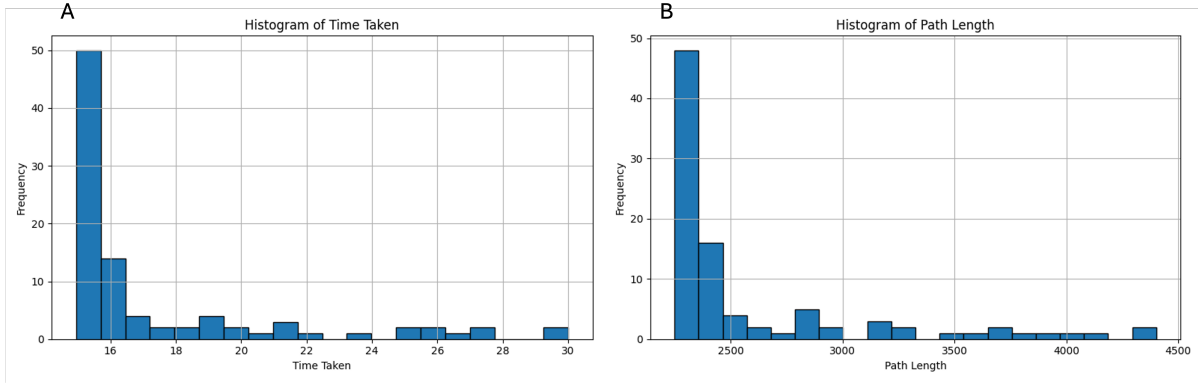 A
Histogram of Time Taken
50
40
30
20
10
0
Frequency
16 18 20 22 24 26 28 30
Time Taken
B
Histogram of Path Length
50
40
30
20
10
0
Frequency
2500 3000 3500 4000 4500
Path Length